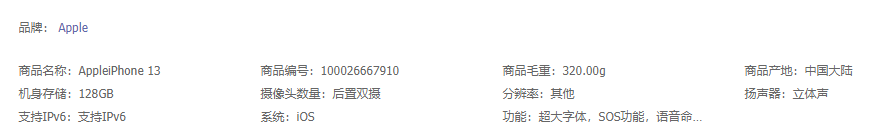 品牌： Apple
商品名称：AppleiPhone 13 商品编号：100026667910 商品毛重：320.00g 商品产地：中国大陆
机身存储：128GB 摄像头数量：后置双摄 分辨率：其他 扬声器：立体声
支持IPv6：支持IPv6 系统：iOS 功能：超大字体，SOS功能，语音命...